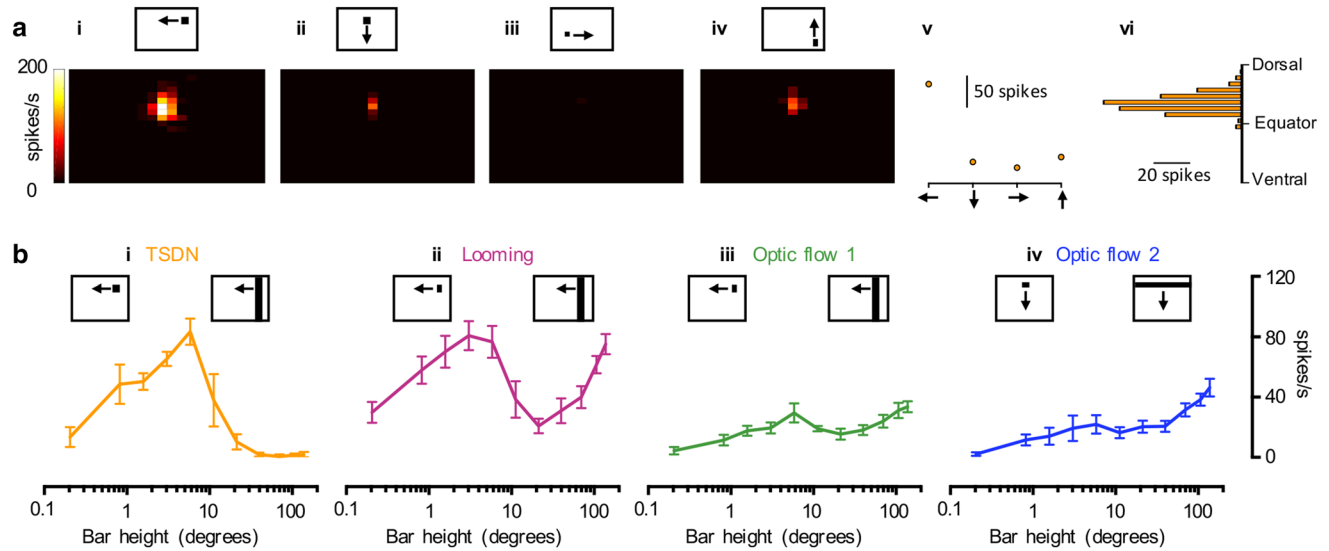 a i ii iii iv v vi
200
spikes/s
0
50 spikes
Dorsal
Equator
20 spikes
Ventral
b i TSDN ii Looming iii Optic flow 1 iv Optic flow 2
120
80
40
0
spikes/s
0.1 1 10 100 0.1 1 10 100 0.1 1 10 100 0.1 1 10 100
Bar height (degrees) Bar height (degrees) Bar height (degrees) Bar height (degrees)